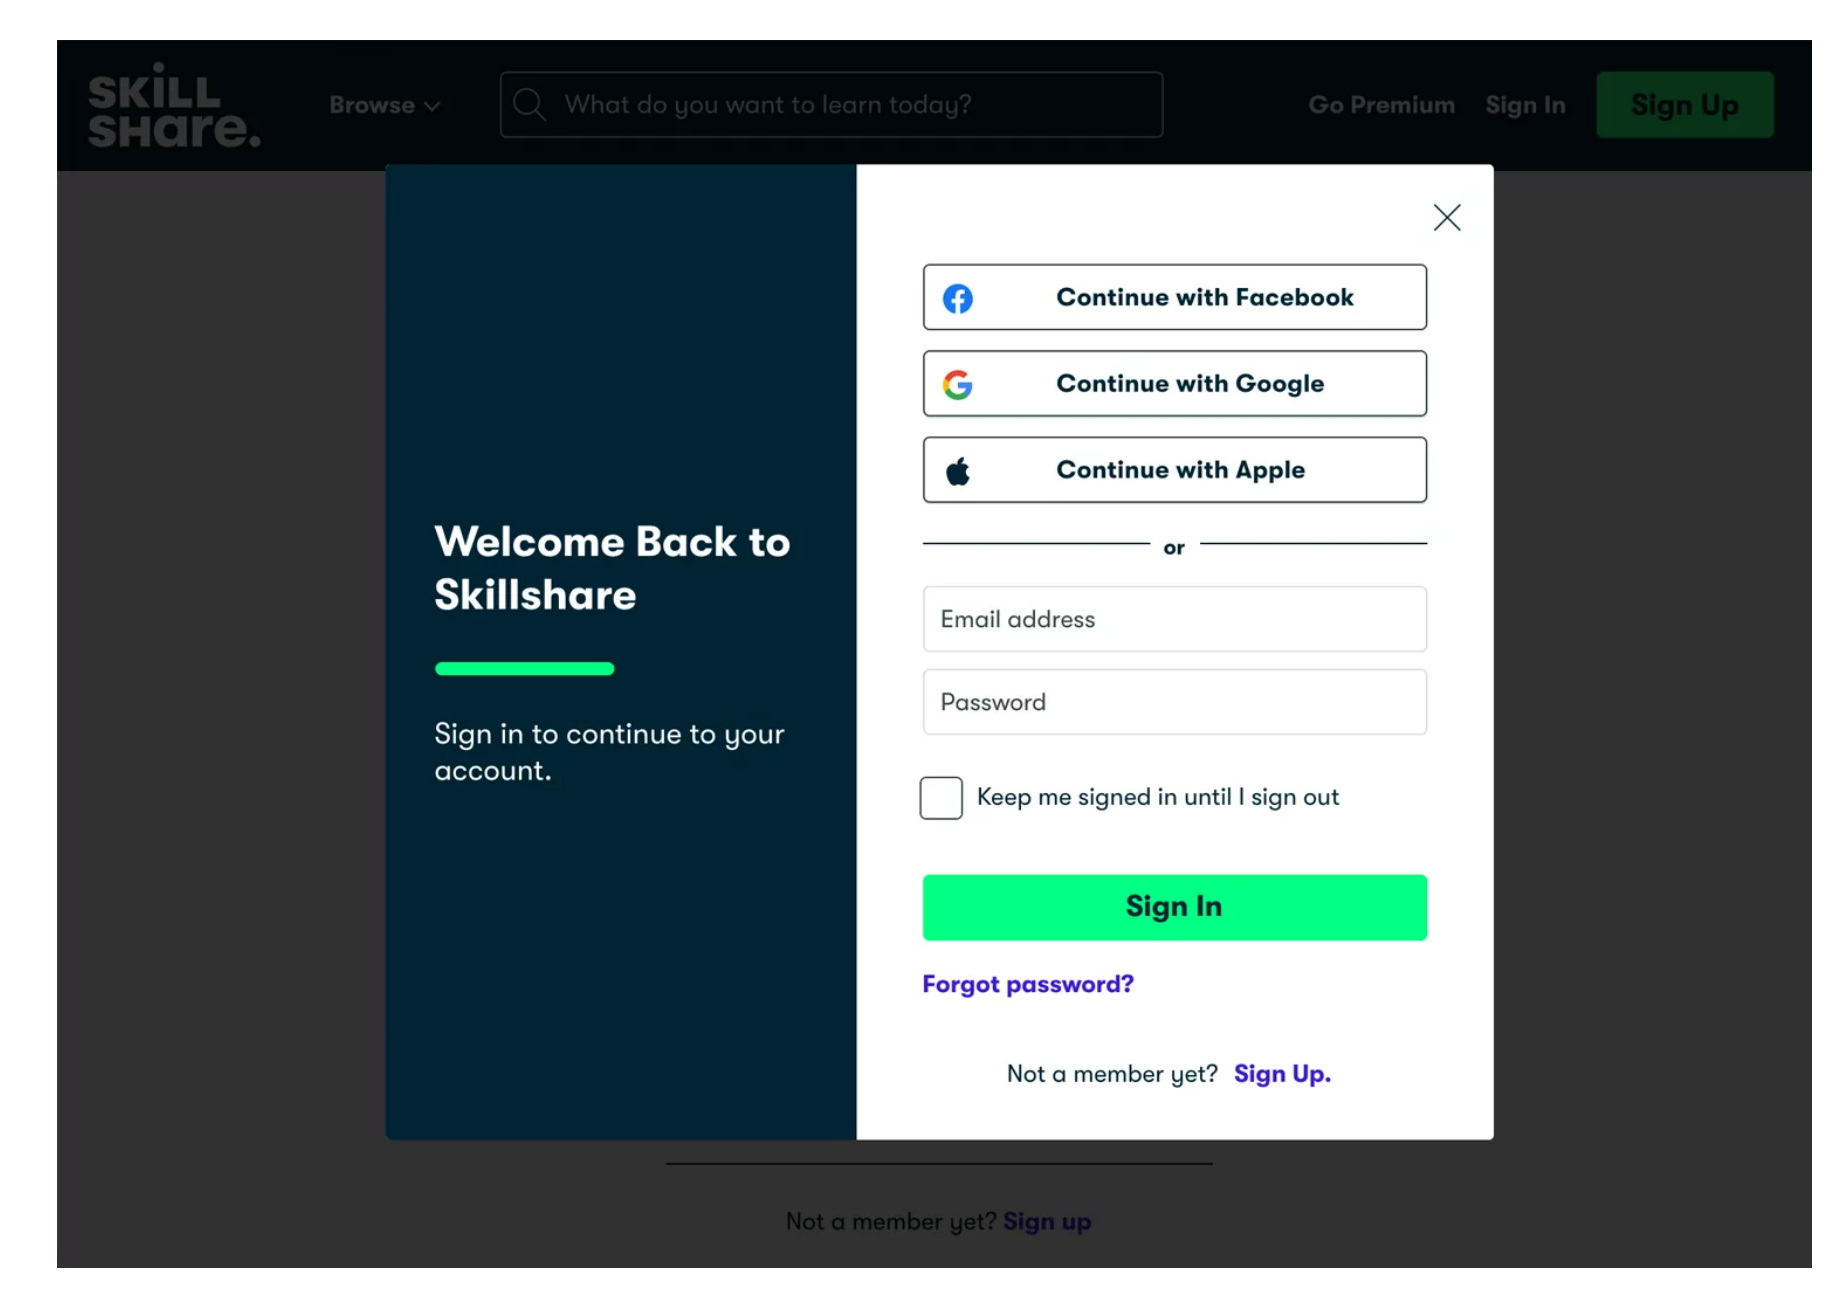 SKILL
SHare.
Browse
What do you want to learn today?
Go Premium
Sign In
Sign Up
Welcome Back to
Skillshare
Sign in to continue to your
account.
Continue with Facebook
Continue with Google
Continue with Apple
or
Email address
Password
Keep me signed in until I sign out
Sign In
Forgot password?
Not a member yet? Sign Up.
Not a member yet? Sign up